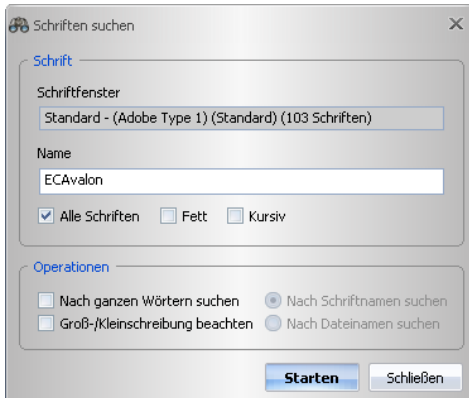 Schriften suchen
Schrift
Schriftfenster
Standard - (Adobe Type 1) (Standard) (103 Schriften)
Name
ECAvalon
Alle Schriften Fett Kursiv
Operationen
Nach ganzen Wörtern suchen Nach Schriftnamen suchen
Groß-/Kleinschreibung beachten Nach Dateinamen suchen
Starten Schließen